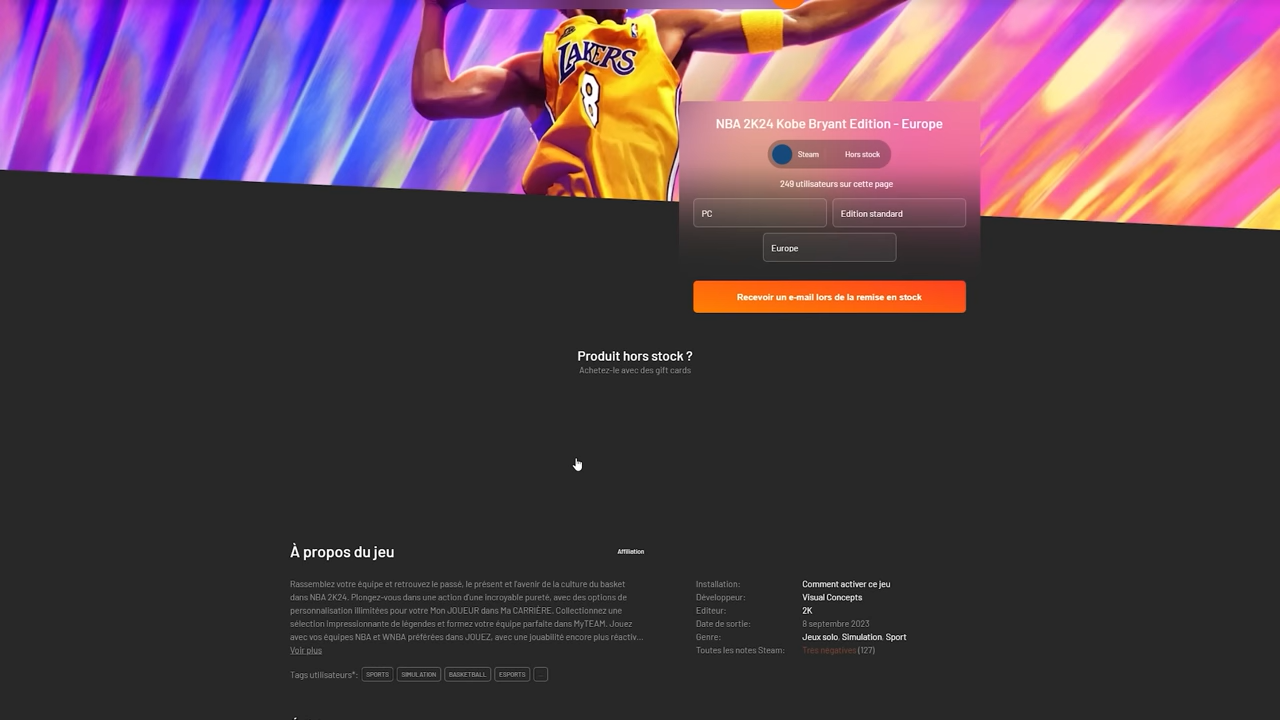 LAKERS
8
NBA 2K24 Kobe Bryant Edition - Europe
Steam Hors stock
249 utilisateurs sur cette page
PC Edition standard
Europe
Recevoir un e-mail lors de la remise en stock
Produit hors stock ?
Achetez-le avec des gift cards
À propos du jeu Affiliation
Rassemblez votre équipe et retrouvez le passé, le présent et l'avenir de la culture du basket
dans NBA 2K24. Plongez-vous dans une action d'une incroyable pureté, avec des options de
personnalisation illimitées pour votre Mon JOUEUR dans Ma CARRIÈRE. Collectionnez une
sélection impressionnante de légendes et formez votre équipe parfaite dans MyTEAM. Jouez
avec vos équipes NBA et WNBA préférées dans JOUEZ, avec une jouabilité encore plus réactiv...
Voir plus
Tags utilisateurs*: SPORTS SIMULATION BASKETBALL ESPORTS ...
Installation: Comment activer ce jeu
Développeur: Visual Concepts
Editeur: 2K
Date de sortie: 8 septembre 2023
Genre: Jeux solo, Simulation, Sport
Toutes les notes Steam: Très négatives (127)